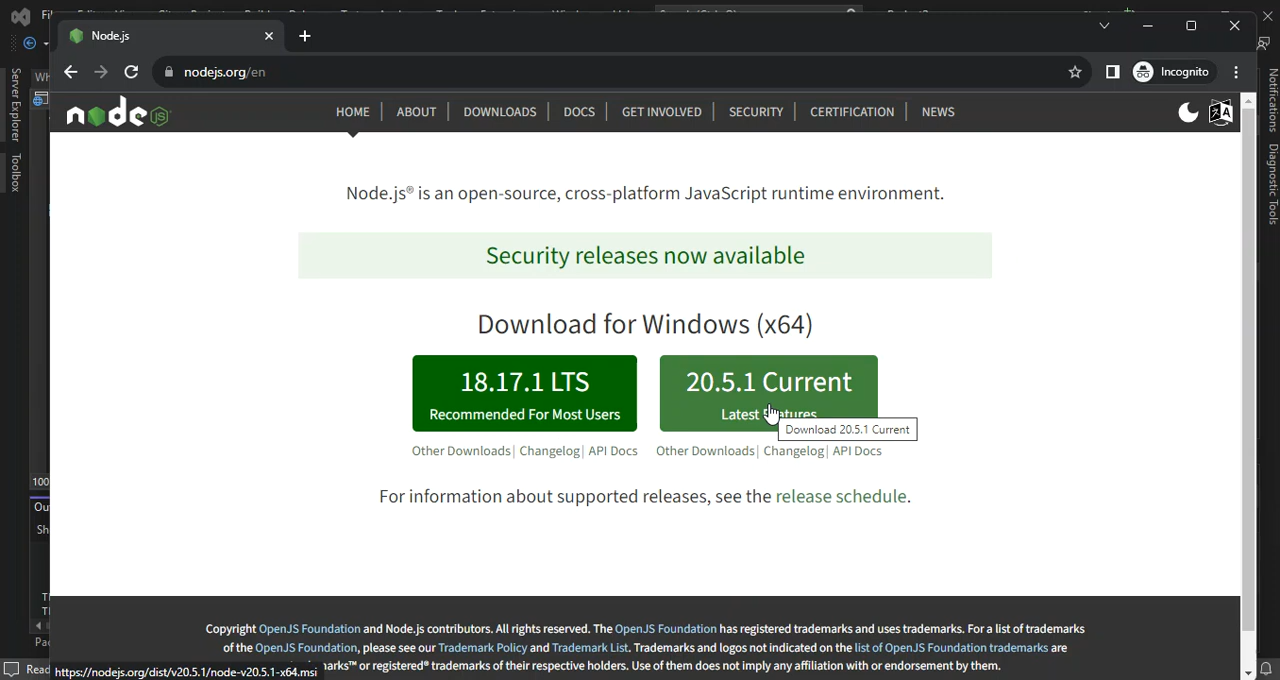 Node.js
nodejs.org/en
Incognito
node JS
HOME ABOUT DOWNLOADS DOCS GET INVOLVED SECURITY CERTIFICATION NEWS
Server Explorer
Toolbox
Notifications
Diagnostic Tools
Node.js® is an open-source, cross-platform JavaScript runtime environment.
Security releases now available
Download for Windows (x64)
18.17.1 LTS
Recommended For Most Users
20.5.1 Current
Latest Features
Download 20.5.1 Current
Other Downloads | Changelog | API Docs
Other Downloads | Changelog | API Docs
For information about supported releases, see the release schedule.
Copyright OpenJS Foundation and Node.js contributors. All rights reserved. The OpenJS Foundation has registered trademarks and uses trademarks. For a list of trademarks
of the OpenJS Foundation, please see our Trademark Policy and Trademark List. Trademarks and logos not indicated on the list of OpenJS Foundation trademarks are
™ or registered® trademarks of their respective holders. Use of them does not imply any affiliation with or endorsement by them.
https://nodejs.org/dist/v20.5.1/node-v20.5.1-x64.msi